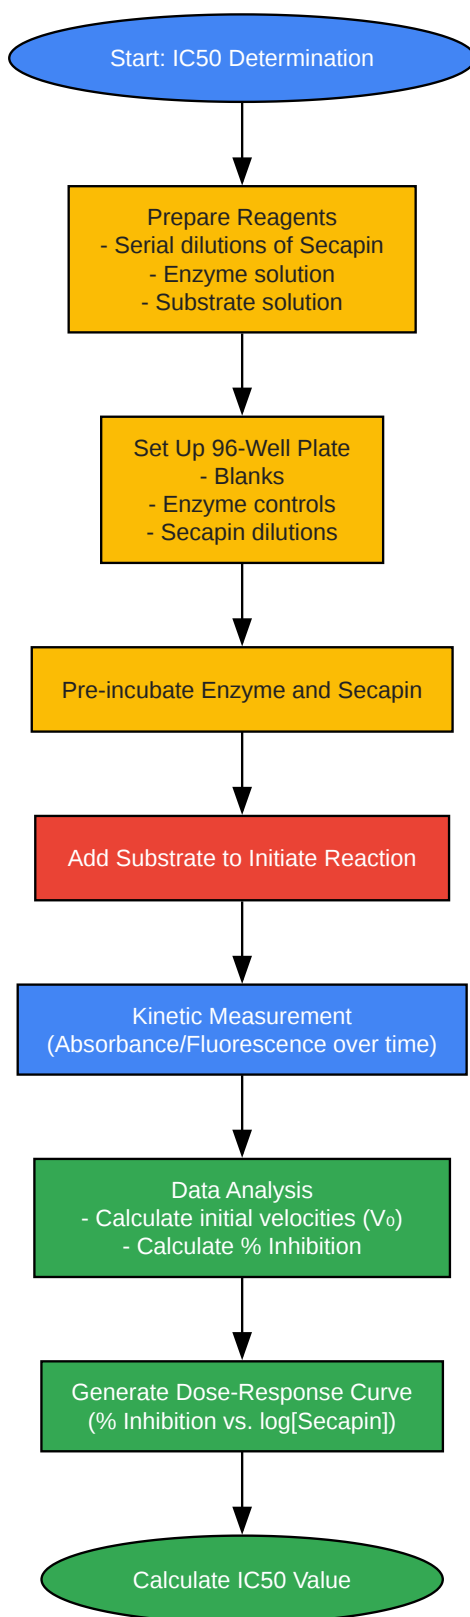 Start: IC50 Determination
Prepare Reagents
- Serial dilutions of Secapin
- Enzyme solution
- Substrate solution
Set Up 96-Well Plate
- Blanks
- Enzyme controls
- Secapin dilutions
Pre-incubate Enzyme and Secapin
Add Substrate to Initiate Reaction
Kinetic Measurement
(Absorbance/Fluorescence over time)
Data Analysis
- Calculate initial velocities (V₀)
- Calculate % Inhibition
Generate Dose-Response Curve
(% Inhibition vs. log[Secapin])
Calculate IC50 Value